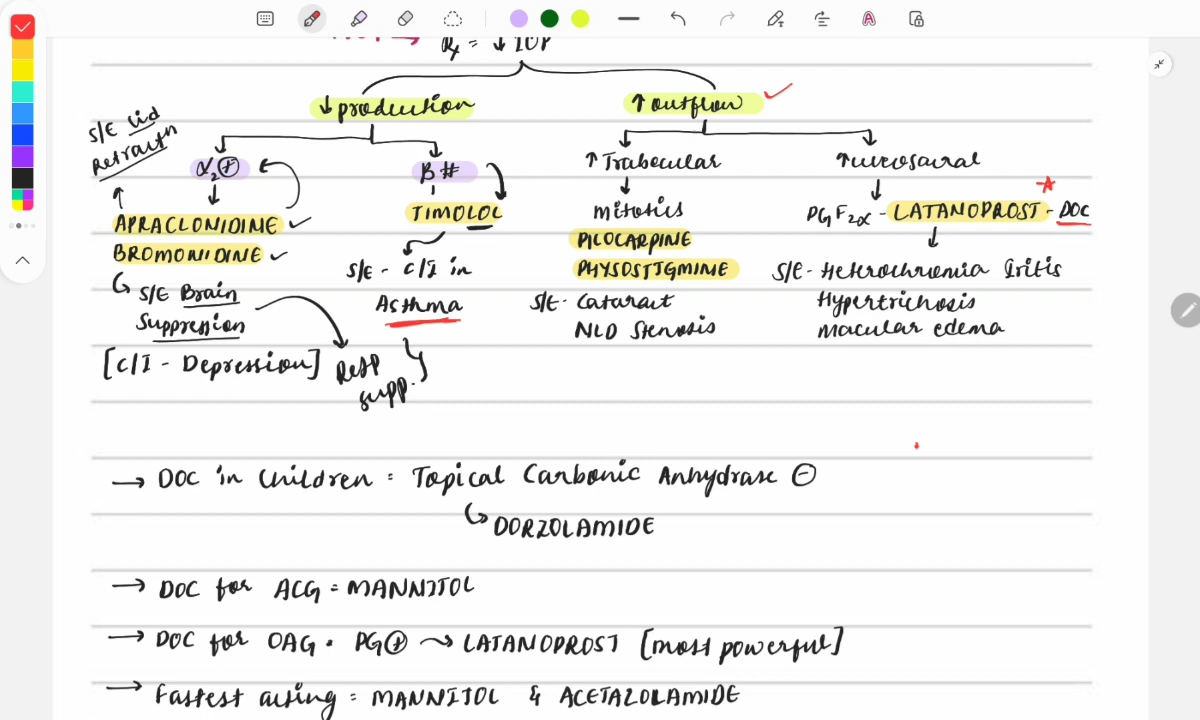 Rx = ↓ IOP
↓ production
↑ outflow
S/E Lid
Retractn
α₂⊕
β #
↑ Trabecular
↑ uveoscleral
APRACLONIDINE
BROMONIDINE
TIMOLOL
miotics
PILOCARPINE
PHYSOSTIGMINE
PGF₂α - LATANOPROST - DOC
S/E Brain
Suppression
[C/I - Depression]
Resp
supp.
S/E - C/I in
Asthma
S/E - Cataract
NLD Stenosis
S/E - Heterochromia Iritis
Hypertrichosis
macular edema
→ DOC in Children = Topical Carbonic Anhydrase ⊖
DORZOLAMIDE
→ DOC for ACG = MANNITOL
→ DOC for OAG = PG⊕ → LATANOPROST [most powerful]
→ Fastest acting = MANNITOL & ACETAZOLAMIDE